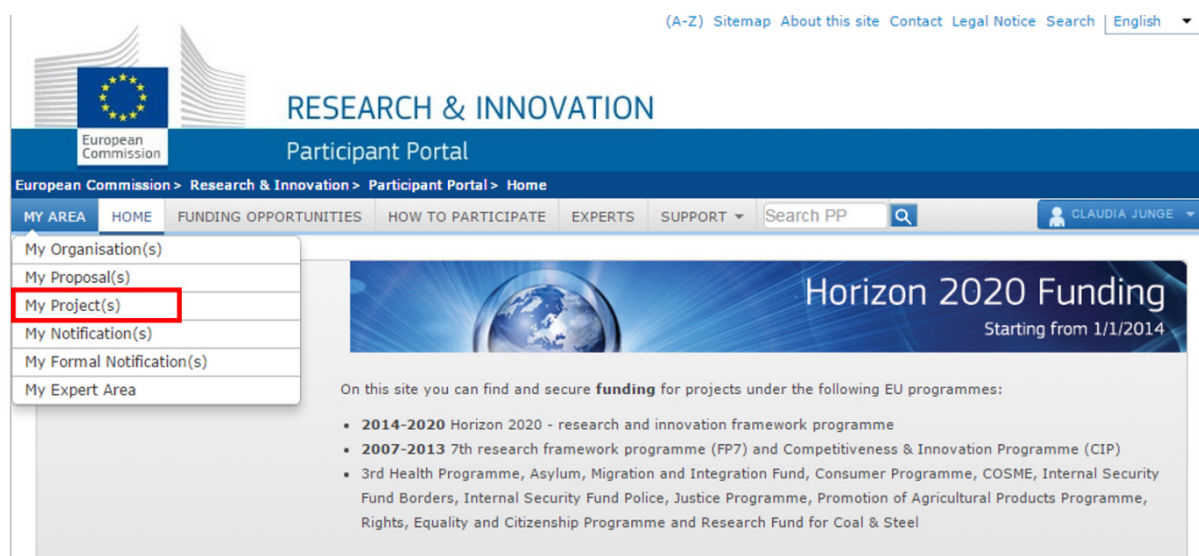 (A-Z) Sitemap About this site Contact Legal Notice Search | English
European
Commission
RESEARCH & INNOVATION
Participant Portal
European Commission > Research & Innovation > Participant Portal > Home
MY AREA HOME FUNDING OPPORTUNITIES HOW TO PARTICIPATE EXPERTS SUPPORT Search PP CLAUDIA JUNGE
My Organisation(s)
My Proposal(s)
My Project(s)
My Notification(s)
My Formal Notification(s)
My Expert Area
Horizon 2020 Funding
Starting from 1/1/2014
On this site you can find and secure funding for projects under the following EU programmes:
• 2014-2020 Horizon 2020 - research and innovation framework programme
• 2007-2013 7th research framework programme (FP7) and Competitiveness & Innovation Programme (CIP)
• 3rd Health Programme, Asylum, Migration and Integration Fund, Consumer Programme, COSME, Internal Security
Fund Borders, Internal Security Fund Police, Justice Programme, Promotion of Agricultural Products Programme,
Rights, Equality and Citizenship Programme and Research Fund for Coal & Steel